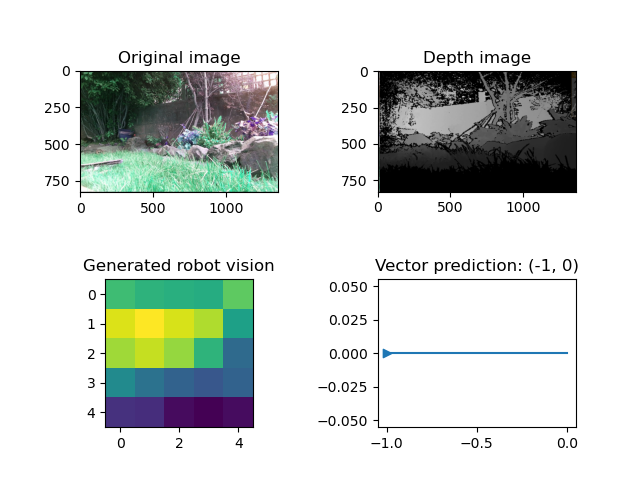 Original image
0
250
500
750
0 500 1000
Depth image
0
250
500
750
0 500 1000
Generated robot vision
0
1
2
3
4
0 2 4
Vector prediction: (-1, 0)
0.050
0.025
0.000
−0.025
−0.050
−1.0 −0.5 0.0